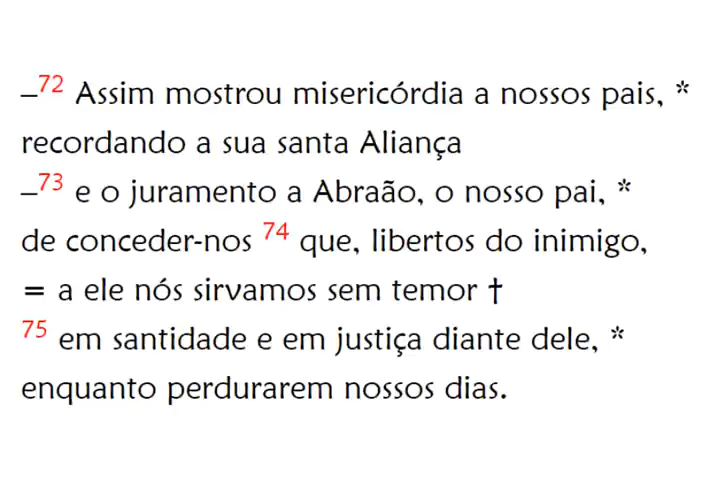 –72 Assim mostrou misericórdia a nossos pais, *
recordando a sua santa Aliança
–73 e o juramento a Abraão, o nosso pai, *
de conceder-nos 74 que, libertos do inimigo,
= a ele nós sirvamos sem temor †
75 em santidade e em justiça diante dele, *
enquanto perdurarem nossos dias.